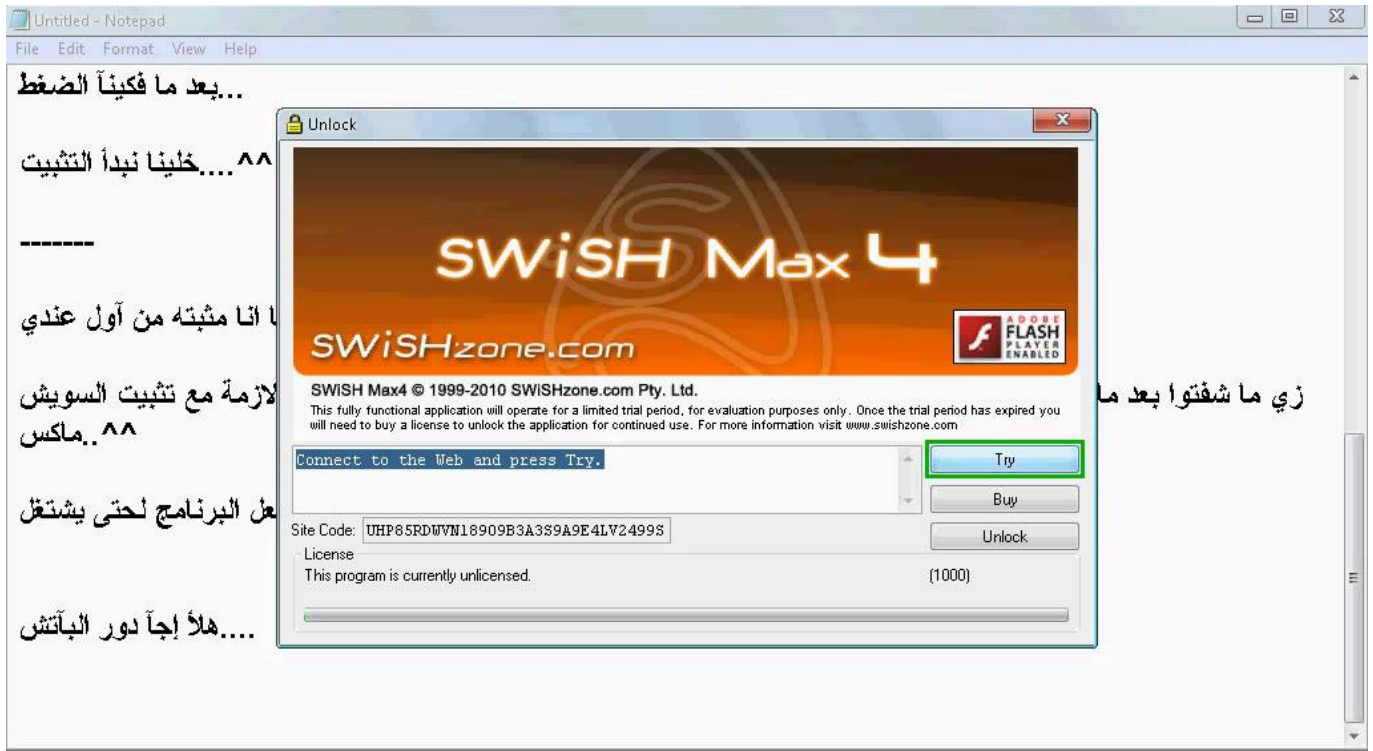 Untitled - Notepad
File Edit Format View Help
بعد ما فكينآ الضغط...
خلينا نبدأ التثبيت....^^
-------
انا مثبته من آول عندي
زي ما شفتوا بعد ما
لازمة مع تثبيت السويش
ماكس..^^
البرنامج لحتى يشتغل
هلأ إجآ دور البآتش....
Unlock
SWiSH Max 4
SWiSHzone.com
ADOBE FLASH PLAYER ENABLED
SWiSH Max4 © 1999-2010 SWiSHzone.com Pty. Ltd.
This fully functional application will operate for a limited trial period, for evaluation purposes only. Once the trial period has expired you
will need to buy a license to unlock the application for continued use. For more information visit www.swishzone.com
Connect to the Web and press Try.
Try
Buy
Unlock
Site Code: UHP85RDWVN18909B3A3S9A9E4LV2499S
License
This program is currently unlicensed.
(1000)